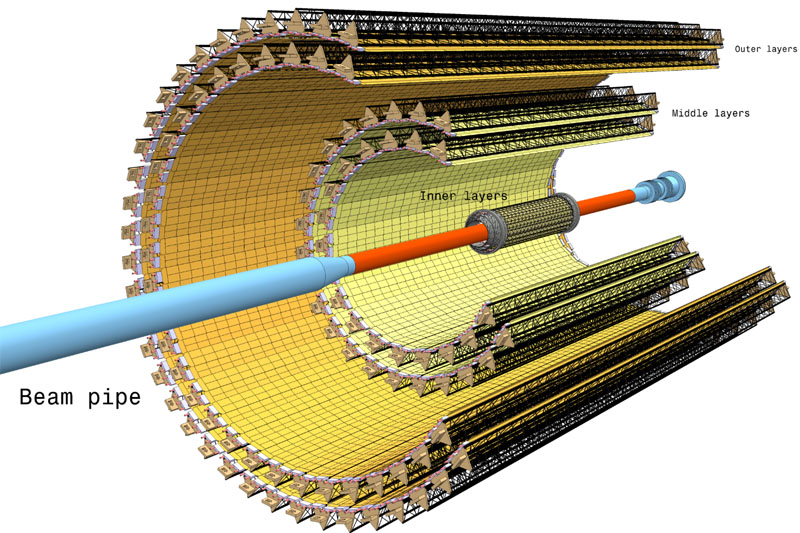 Outer layers
Middle layers
Inner layers
Beam pipe